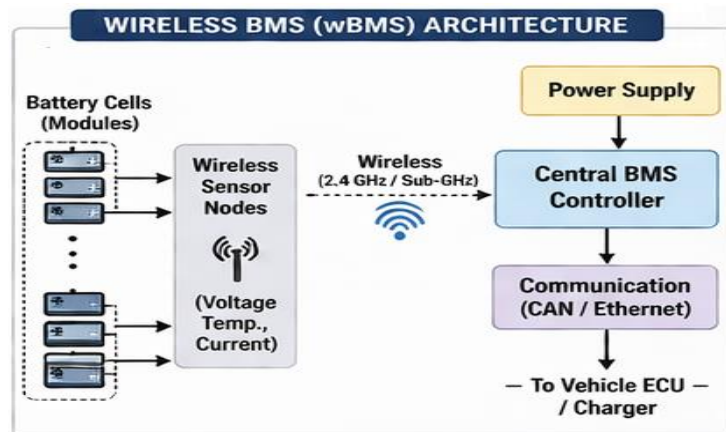 WIRELESS BMS (wBMS) ARCHITECTURE
Battery Cells
(Modules)
Wireless
Sensor
Nodes
(Voltage
Temp.,
Current)
Wireless
(2.4 GHz / Sub-GHz)
Power Supply
Central BMS
Controller
Communication
(CAN / Ethernet)
— To Vehicle ECU —
/ Charger